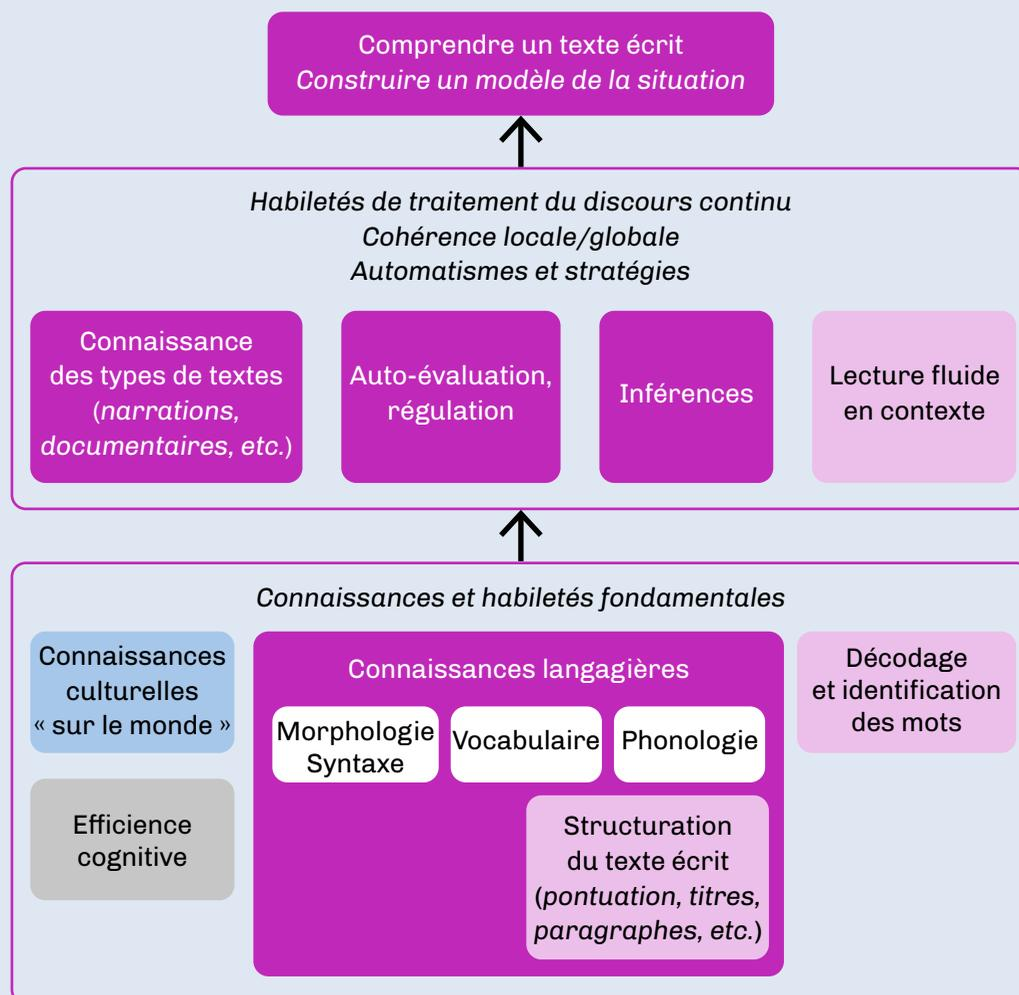 Comprendre un texte écrit
Construire un modèle de la situation
Habiletés de traitement du discours continu
Cohérence locale/globale
Automatismes et stratégies
Connaissance
des types de textes
(narrations,
documentaires, etc.)
Auto-évaluation,
régulation
Inférences
Lecture fluide
en contexte
Connaissances et habiletés fondamentales
Connaissances
culturelles
« sur le monde »
Efficience
cognitive
Connaissances langagières
Morphologie
Syntaxe
Vocabulaire
Phonologie
Structuration
du texte écrit
(pontuation, titres,
paragraphes, etc.)
Décodage
et identification
des mots